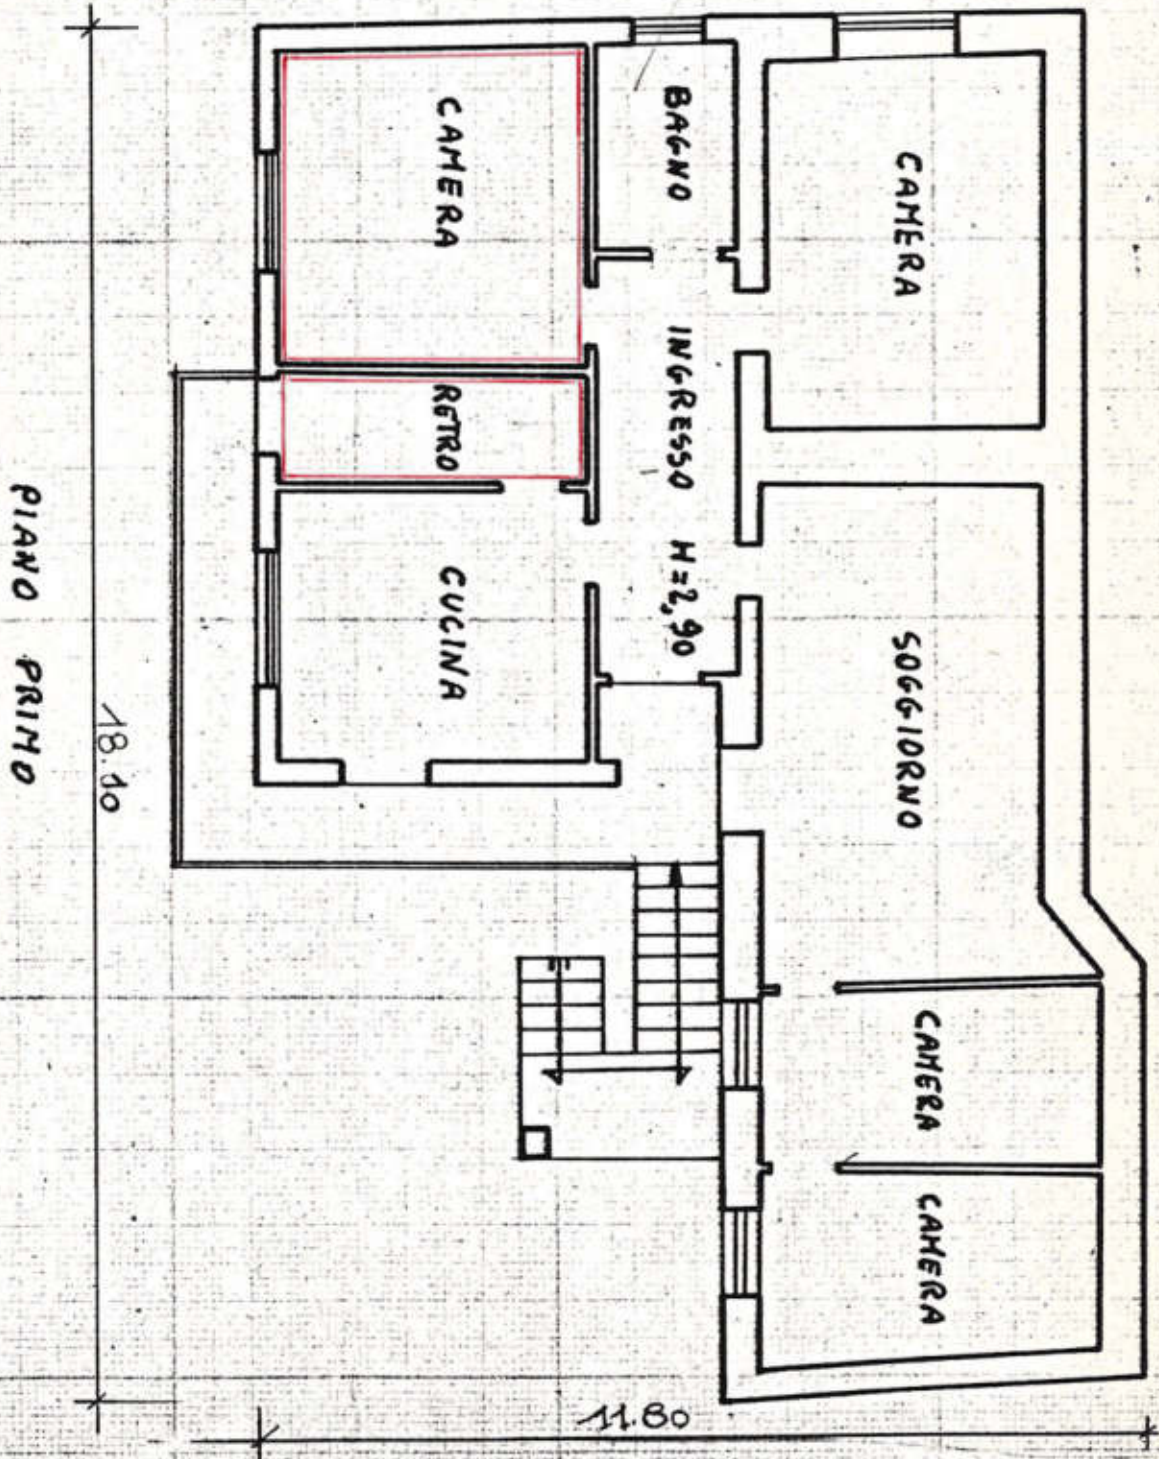 CAMERA
BAGNO
CAMERA
RETRO
INGRESSO H=2,90
CUCINA
SOGGIORNO
CAMERA
CAMERA
PIANO PRIMO
18.10
11.80